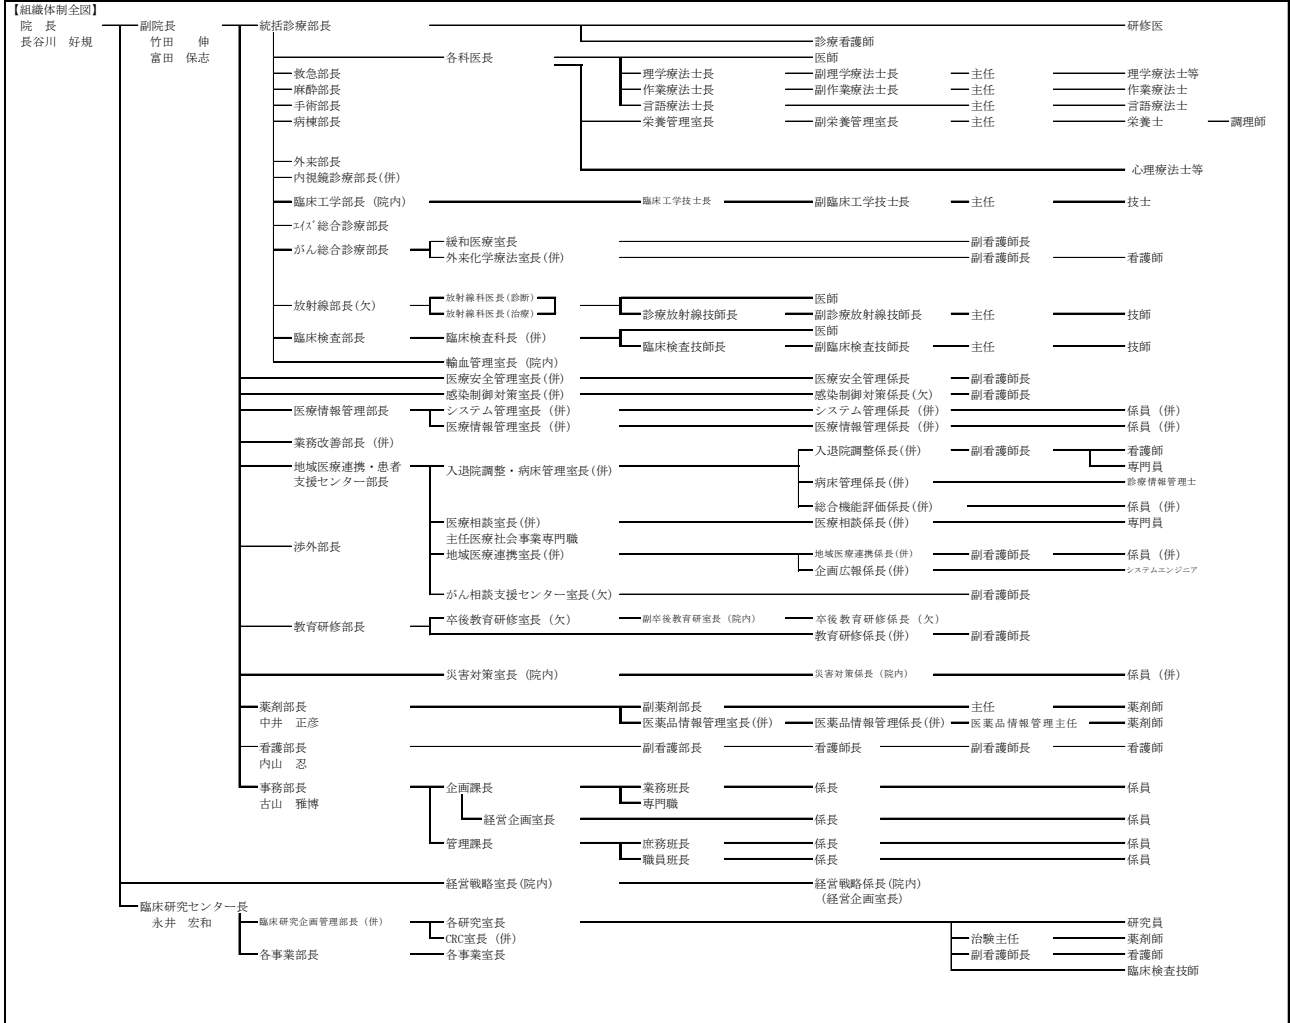 【組織体制全図】
院　長　副院長　統括診療部長　研修医
長谷川　好規　竹田　伸　診療看護師
富田　保志　各科医長　医師
救急部長　理学療法士長　副理学療法士長　主任　理学療法士等
麻酔部長　作業療法士長　副作業療法士長　主任　作業療法士
手術部長　言語療法士長　主任　言語療法士
病棟部長　栄養管理室長　副栄養管理室長　主任　栄養士　調理師
外来部長　心理療法士等
内視鏡診療部長(併)
臨床工学部長（院内）　臨床工学技士長　副臨床工学技士長　主任　技士
ｴｲｽﾞ総合診療部長
緩和医療室長　副看護師長
がん総合診療部長
外来化学療法室長(併)　副看護師長　看護師
放射線科医長(診断)　医師
放射線部長(欠)
放射線科医長(治療)　診療放射線技師長　副診療放射線技師長　主任　技師
医師
臨床検査部長　臨床検査科長（併）
臨床検査技師長　副臨床検査技師長　主任　技師
輸血管理室長（院内）
医療安全管理室長(併)　医療安全管理係長　副看護師長
感染制御対策室長(併)　感染制御対策係長(欠)　副看護師長
医療情報管理部長　システム管理室長（併）　システム管理係長（併）　係員（併）
医療情報管理室長（併）　医療情報管理係長（併）　係員（併）
業務改善部長（併）
入退院調整係長(併)　副看護師長　看護師
地域医療連携・患者　入退院調整・病床管理室長(併)　専門員
支援センター部長　病床管理係長(併)　診療情報管理士
総合機能評価係長(併)　係員（併）
医療相談室長(併)　医療相談係長(併)　専門員
主任医療社会事業専門職
渉外部長
地域医療連携室長(併)　地域医療連携係長(併)　副看護師長　係員（併）
企画広報係長(併)　システムエンジニア
がん相談支援センター室長(欠)　副看護師長
卒後教育研修室長（欠）　副卒後教育研室長（院内）　卒後教育研修係長（欠）
教育研修部長
教育研修係長(併)　副看護師長
災害対策室長（院内）　災害対策係長（院内）　係員（併）
薬剤部長　副薬剤部長　主任　薬剤師
中井　正彦　医薬品情報管理室長(併)　医薬品情報管理係長(併)　医薬品情報管理主任　薬剤師
看護部長　副看護部長　看護師長　副看護師長　看護師
内山　忍
事務部長　企画課長　業務班長　係長　係員
古山　雅博　専門職
経営企画室長　係長　係員
管理課長　庶務班長　係長　係員
職員班長　係長　係員
経営戦略室長(院内)　経営戦略係長(院内)
（経営企画室長）
臨床研究センター長
永井　宏和　臨床研究企画管理部長（併）　各研究室長　研究員
CRC室長（併）　治験主任　薬剤師
各事業部長　各事業室長　副看護師長　看護師
臨床検査技師